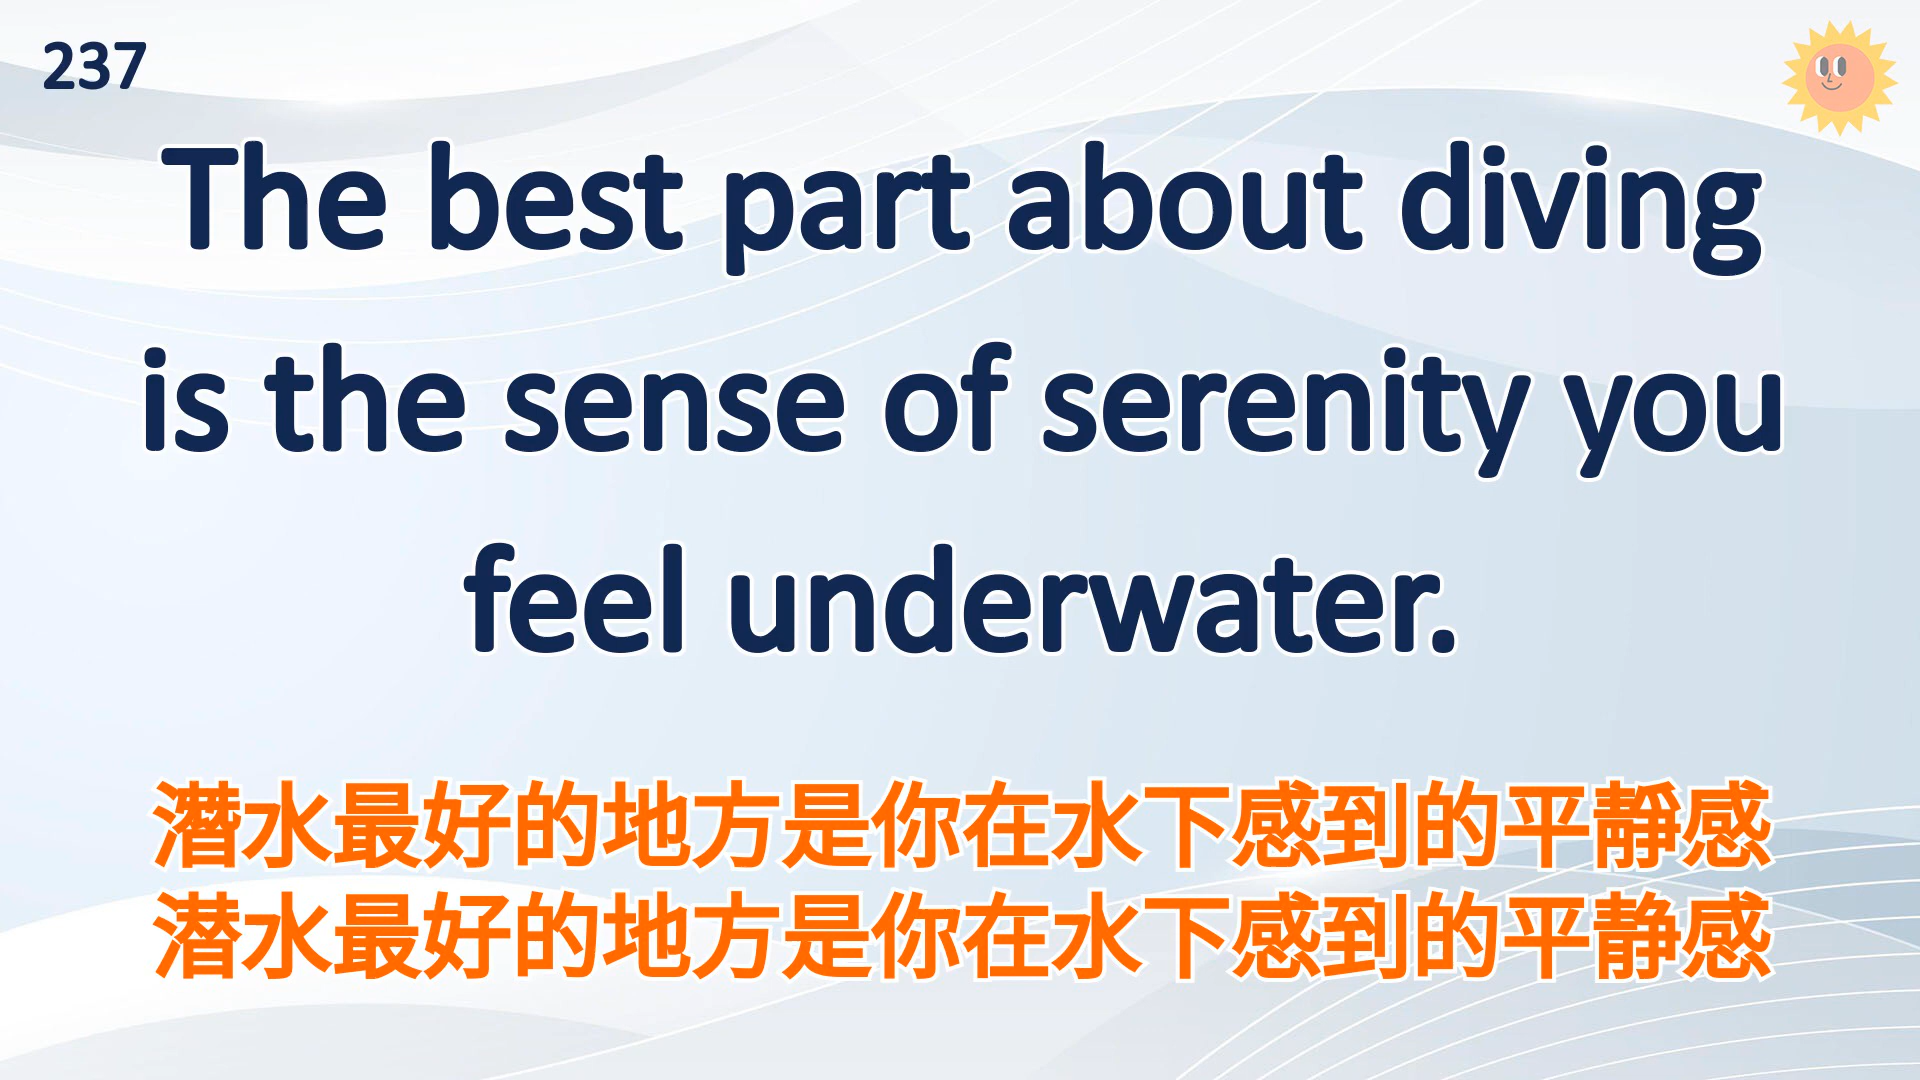 237
The best part about diving
is the sense of serenity you
feel underwater.
潛水最好的地方是你在水下感到的平靜感
潜水最好的地方是你在水下感到的平静感